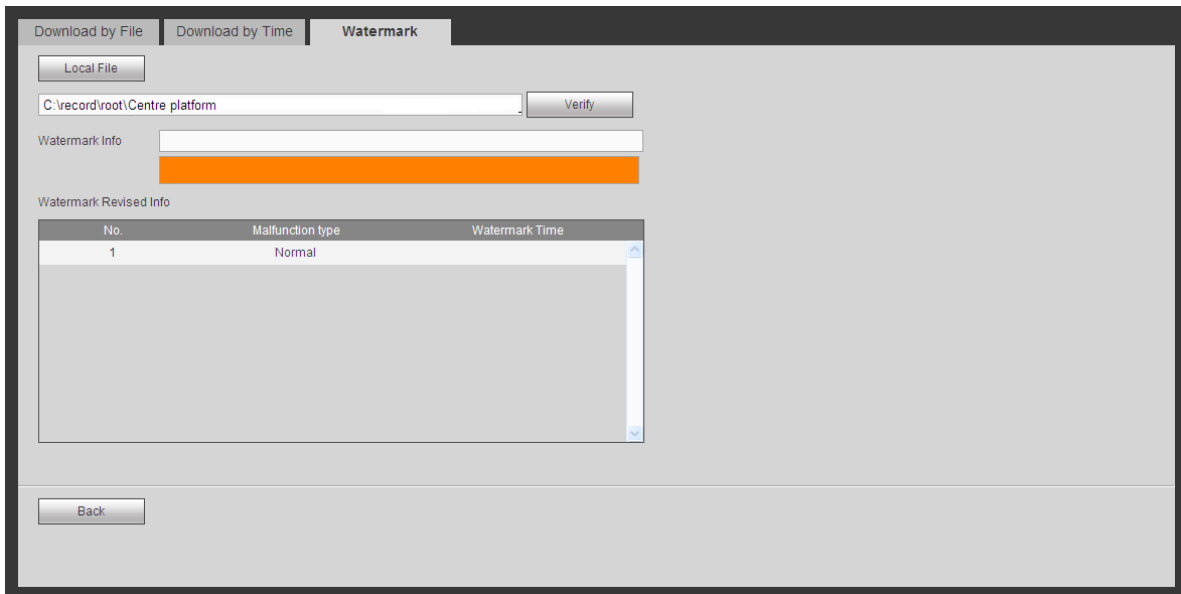 Download by File Download by Time Watermark
Local File
C:\record\root\Centre platform Verify
Watermark Info
Watermark Revised Info
No. Malfunction type Watermark Time
1 Normal
Back